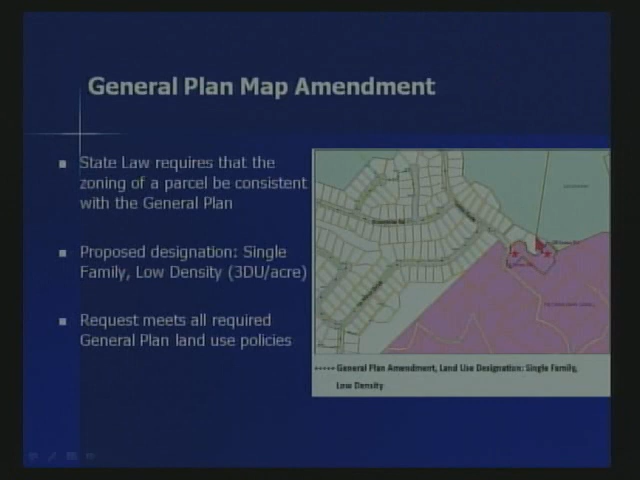 General Plan Map Amendment
State Law requires that the
zoning of a parcel be consistent
with the General Plan
Proposed designation: Single
Family, Low Density (3DU/acre)
Request meets all required
General Plan land use policies
General Plan Amendment, Land Use Designation: Single Family,
Low Density